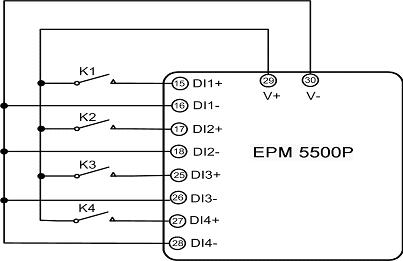 K1
15 DI1+
29 30
V+ V-
16 DI1-
K2
17 DI2+
18 DI2-
EPM 5500P
K3
25 DI3+
26 DI3-
K4
27 DI4+
28 DI4-